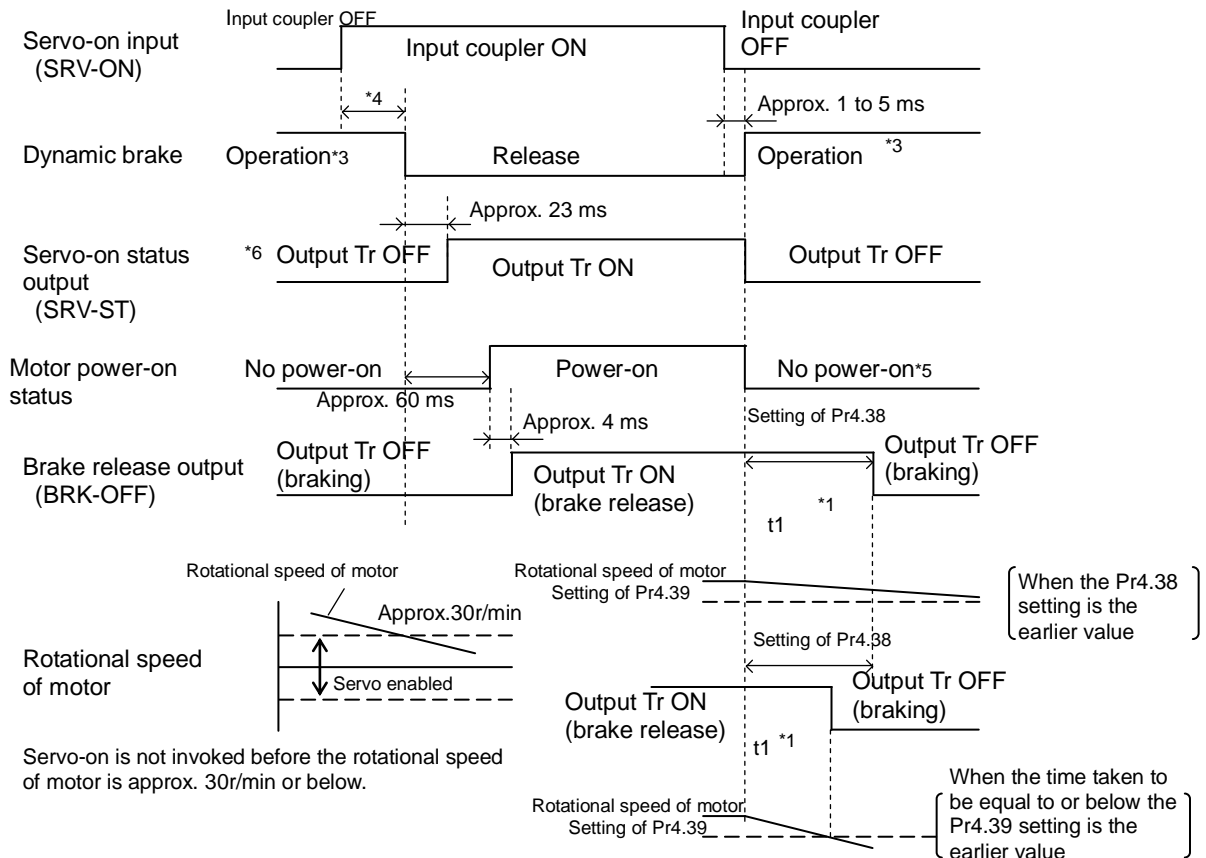 Input coupler OFF
Input coupler
OFF
Servo-on input
(SRV-ON)
Input coupler ON
*4
Approx. 1 to 5 ms
Dynamic brake
Operation*3
Release
Operation *3
Approx. 23 ms
Servo-on status
output
(SRV-ST)
*6 Output Tr OFF
Output Tr ON
Output Tr OFF
Motor power-on
status
No power-on
Power-on
No power-on*5
Approx. 60 ms
Setting of Pr4.38
Approx. 4 ms
Brake release output
(BRK-OFF)
Output Tr OFF
(braking)
Output Tr ON
(brake release)
Output Tr OFF
(braking)
t1 *1
Rotational speed of motor
Approx.30r/min
Rotational speed
of motor
Servo enabled
Servo-on is not invoked before the rotational speed
of motor is approx. 30r/min or below.
Rotational speed of motor
Setting of Pr4.39
When the Pr4.38
setting is the
earlier value
Setting of Pr4.38
Output Tr ON
(brake release)
Output Tr OFF
(braking)
t1 *1
Rotational speed of motor
Setting of Pr4.39
When the time taken to
be equal to or below the
Pr4.39 setting is the
earlier value